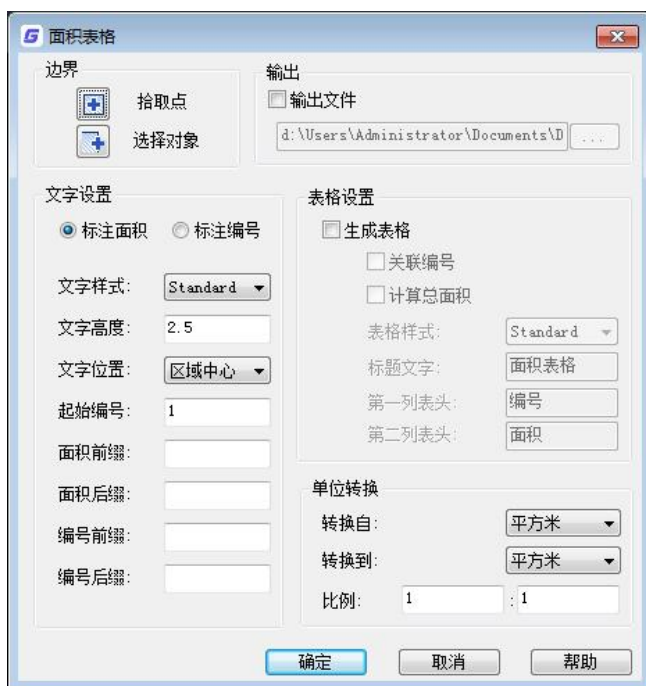 面积表格
边界
拾取点
选择对象
输出
输出文件
d:\Users\Administrator\Documents\D ...
文字设置
标注面积 标注编号
文字样式: Standard
文字高度: 2.5
文字位置: 区域中心
起始编号: 1
面积前缀:
面积后缀:
编号前缀:
编号后缀:
表格设置
生成表格
关联编号
计算总面积
表格样式: Standard
标题文字: 面积表格
第一列表头: 编号
第二列表头: 面积
单位转换
转换自: 平方米
转换到: 平方米
比例: 1 : 1
确定 取消 帮助